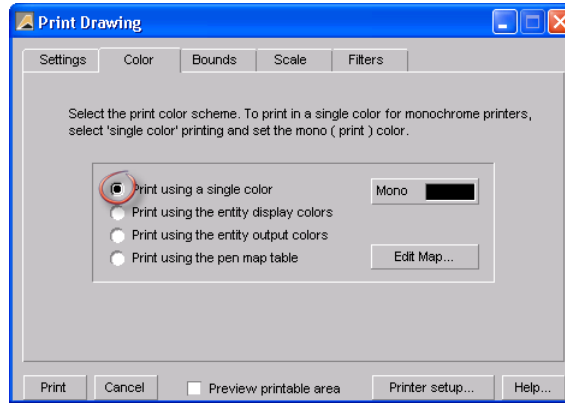 Print Drawing
Settings Color Bounds Scale Filters
Select the print color scheme. To print in a single color for monochrome printers,
select 'single color' printing and set the mono ( print ) color.
Print using a single color Mono
Print using the entity display colors
Print using the entity output colors
Print using the pen map table Edit Map...
Print Cancel Preview printable area Printer setup... Help...